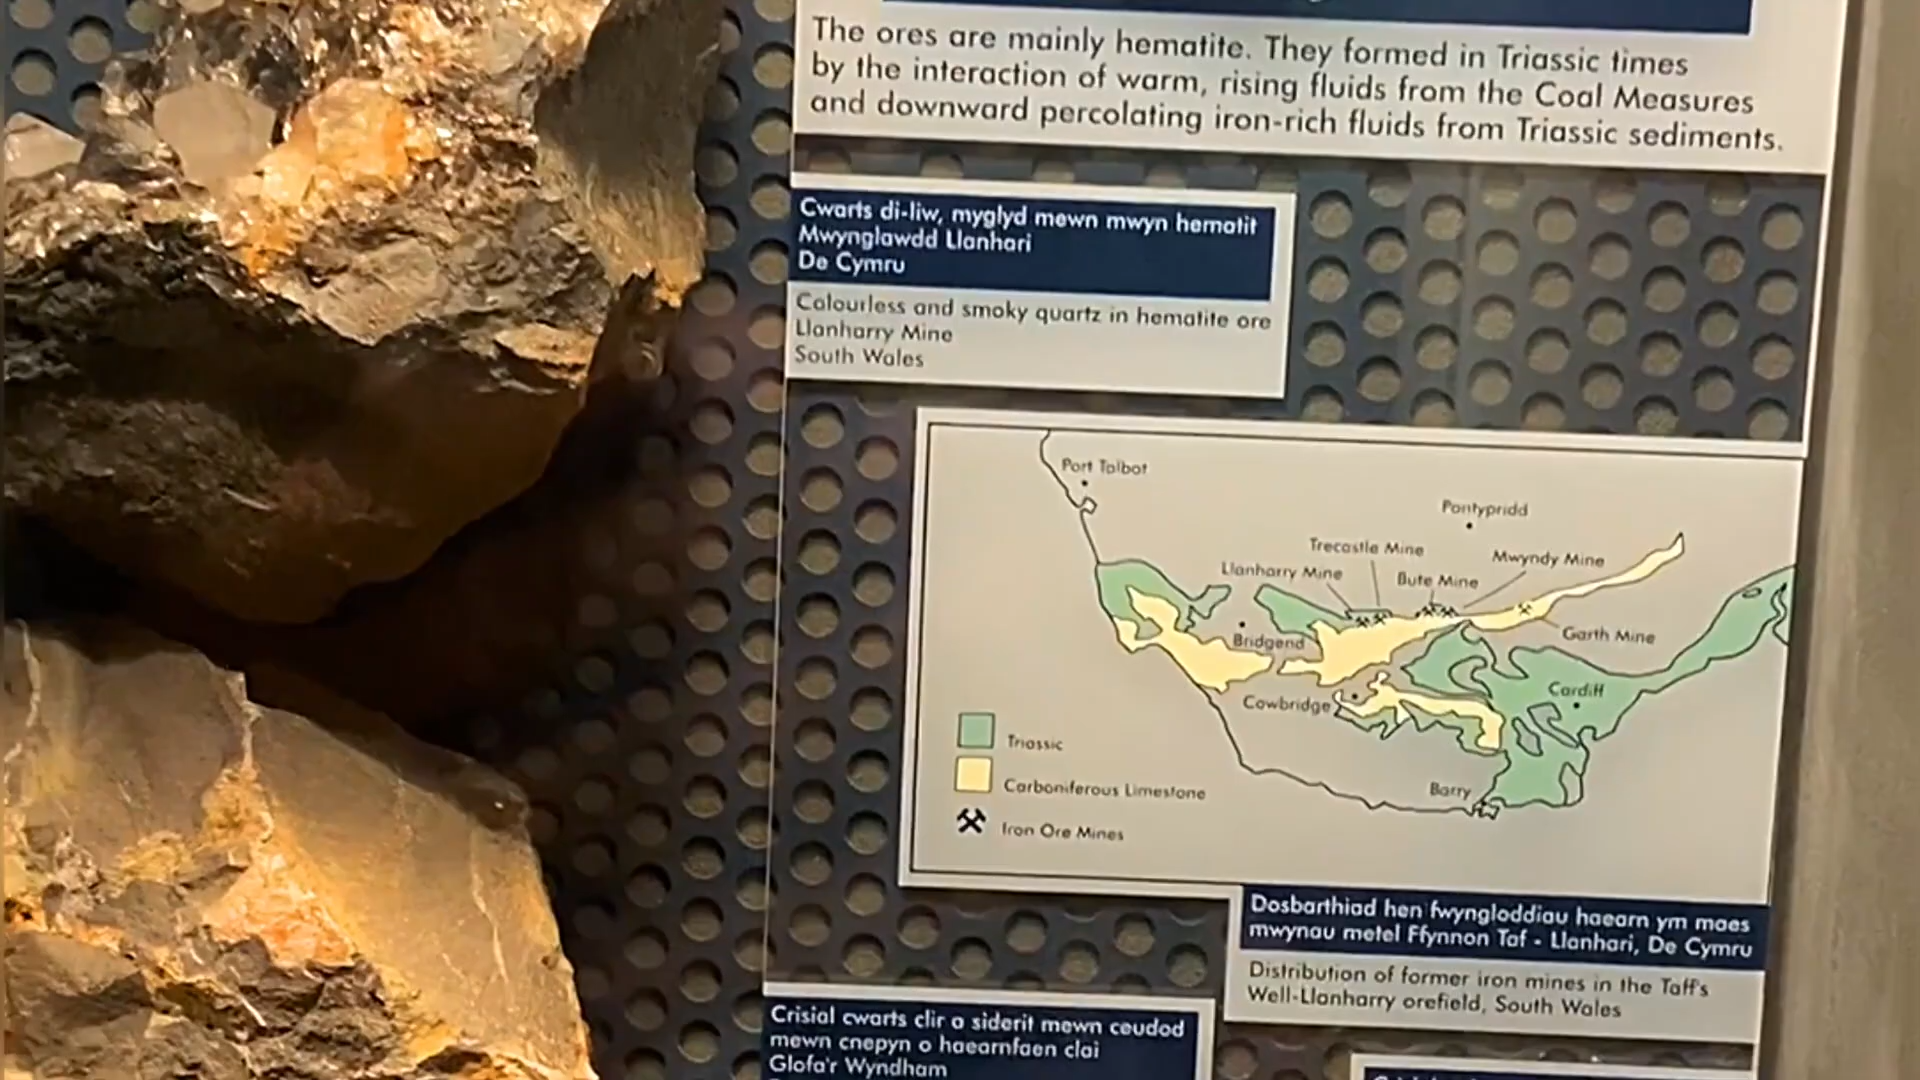 The ores are mainly hematite. They formed in Triassic times
by the interaction of warm, rising fluids from the Coal Measures
and downward percolating iron-rich fluids from Triassic sediments.
Cwarts di-liw, myglyd mewn mwyn hematit
Mwynglawdd Llanhari
De Cymru
Colourless and smoky quartz in hematite ore
Llanharry Mine
South Wales
Port Talbot
Pontypridd
Trecastle Mine
Mwyndy Mine
Llanharry Mine
Bute Mine
Garth Mine
Bridgend
Cardiff
Cowbridge
Barry
Triassic
Carboniferous Limestone
Iron Ore Mines
Dosbarthiad hen fwyngloddiau haearn ym maes
mwynau metel Ffynnon Taf - Llanhari, De Cymru
Distribution of former iron mines in the Taff's
Well-Llanharry orefield, South Wales
Crisial cwarts clir a siderit mewn ceudod
mewn cnepyn o haearnfaen clai
Glofa'r Wyndham